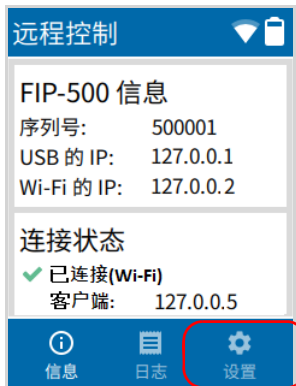 远程控制
FIP-500 信息
序列号: 500001
USB 的 IP: 127.0.0.1
Wi-Fi 的 IP: 127.0.0.2
连接状态
已连接(Wi-Fi)
客户端: 127.0.0.5
信息 日志 设置